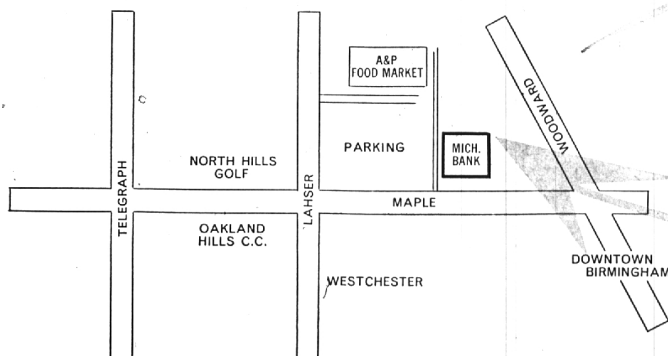 A&P
FOOD MARKET
WOODWARD
PARKING
MICH.
BANK
NORTH HILLS
GOLF
TELEGRAPH
LAHSER
MAPLE
OAKLAND
HILLS C.C.
DOWNTOWN
BIRMINGHAM
WESTCHESTER